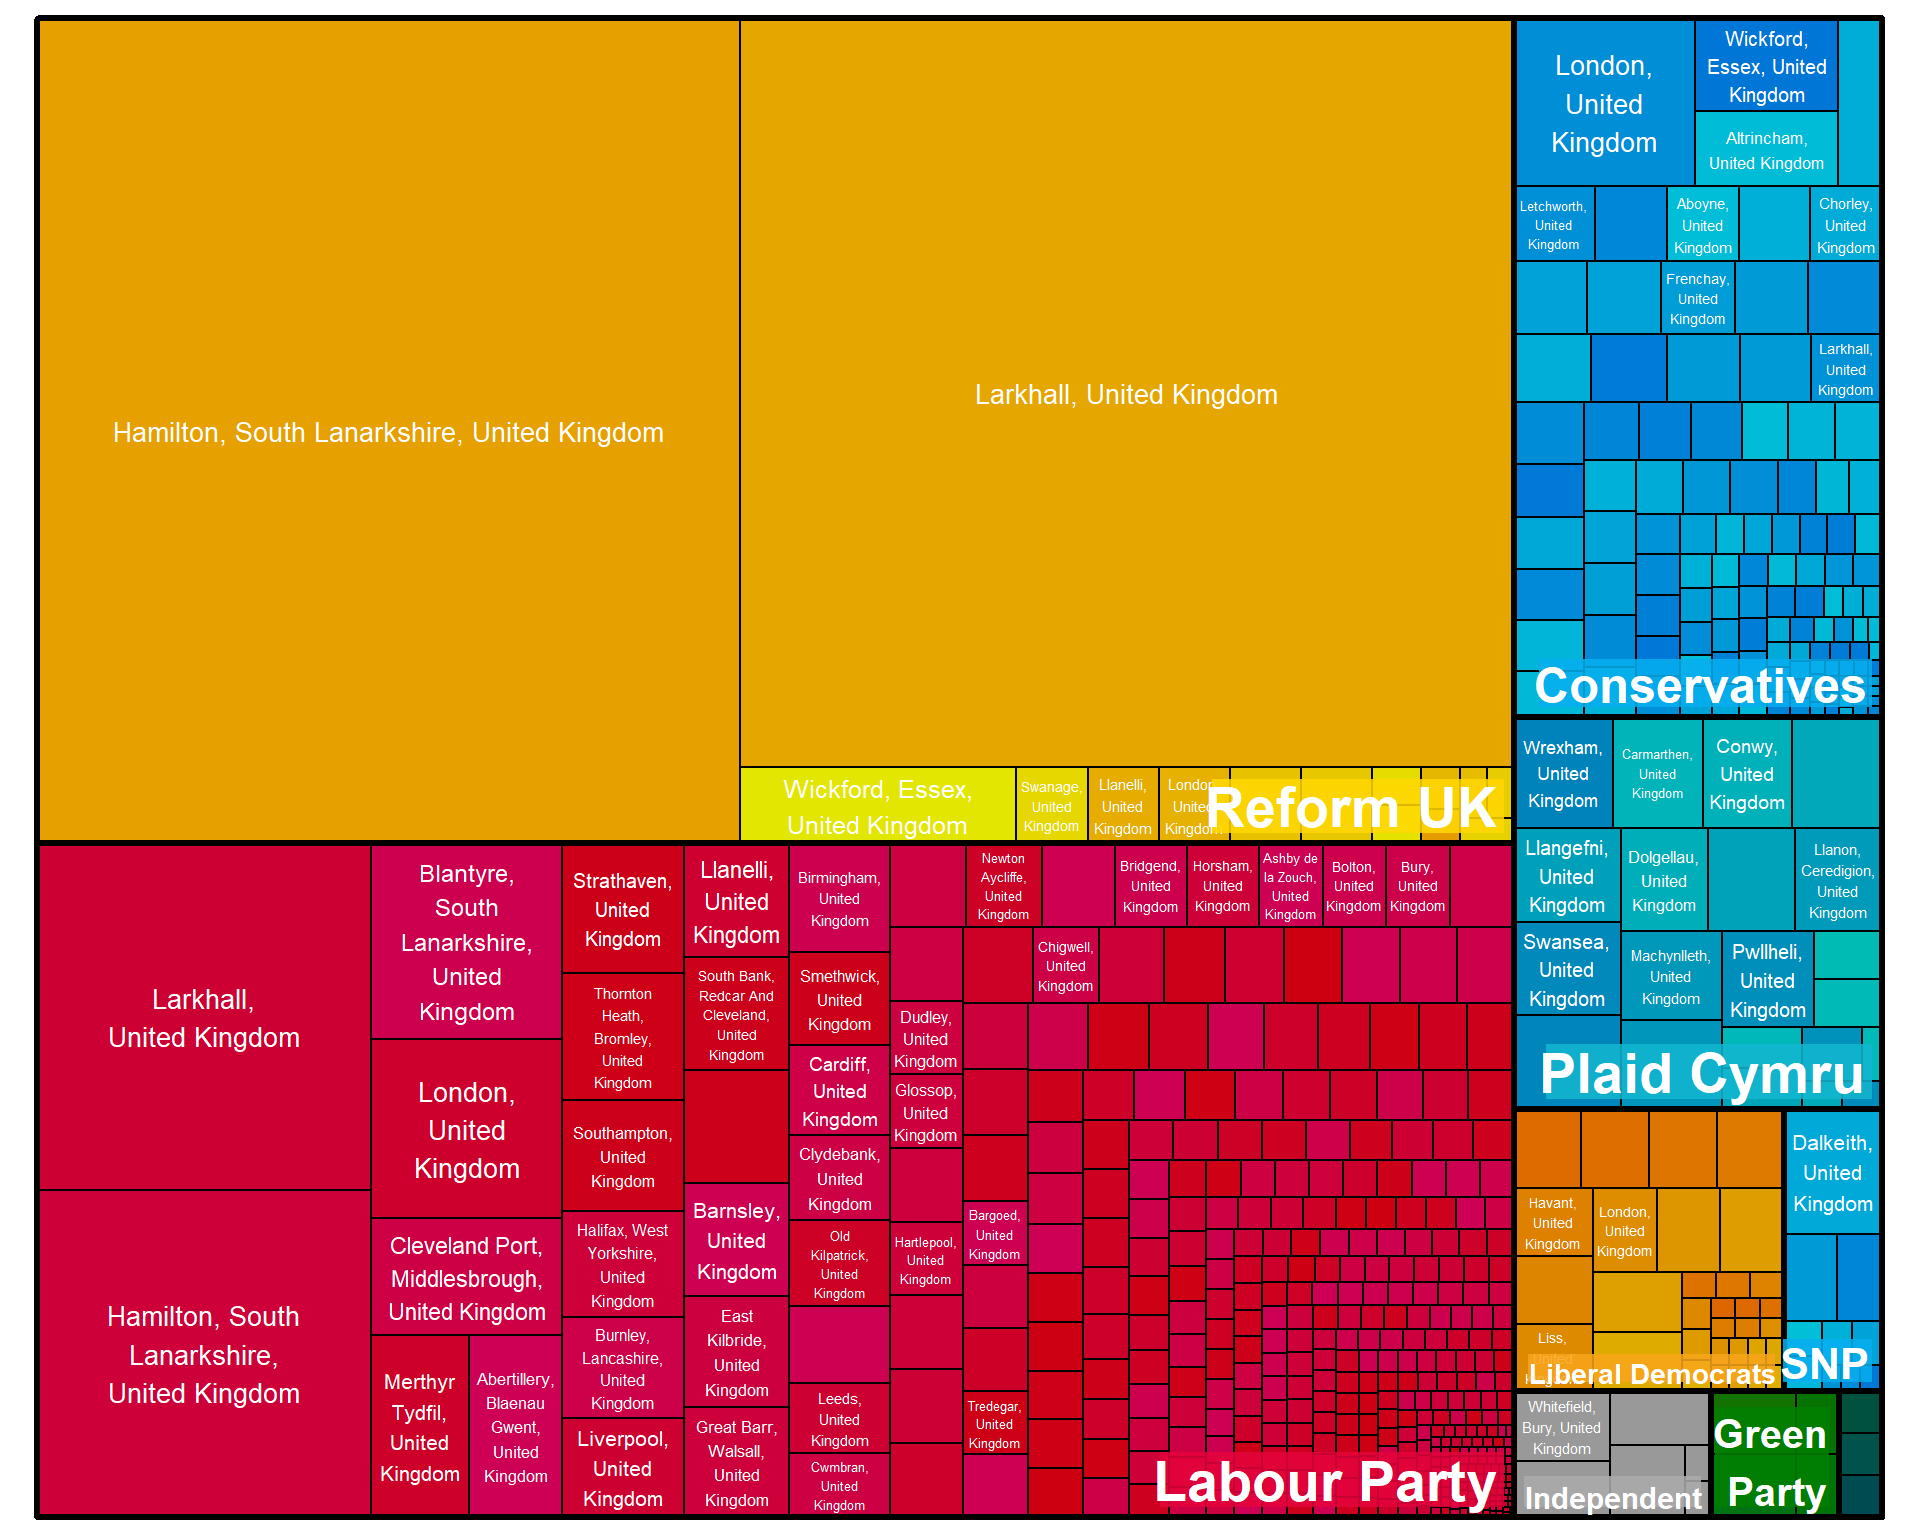 Hamilton, South Lanarkshire, United Kingdom
Larkhall, United Kingdom
Wickford, Essex,
United Kingdom
Swanage,
United
Kingdom
Llanelli,
United
Kingdom
London,
United
Kingdom
Reform UK
London,
United
Kingdom
Wickford,
Essex, United
Kingdom
Altrincham,
United Kingdom
Letchworth,
United
Kingdom
Aboyne,
United
Kingdom
Chorley,
United
Kingdom
Frenchay,
United
Kingdom
Larkhall,
United
Kingdom
Conservatives
Larkhall,
United Kingdom
Hamilton, South
Lanarkshire,
United Kingdom
Blantyre,
South
Lanarkshire,
United
Kingdom
London,
United
Kingdom
Cleveland Port,
Middlesbrough,
United Kingdom
Merthyr
Tydfil,
United
Kingdom
Abertillery,
Blaenau
Gwent,
United
Kingdom
Strathaven,
United
Kingdom
Thornton
Heath,
Bromley,
United
Kingdom
Southampton,
United
Kingdom
Halifax, West
Yorkshire,
United
Kingdom
Burnley,
Lancashire,
United
Kingdom
Liverpool,
United
Kingdom
Llanelli,
United
Kingdom
South Bank,
Redcar And
Cleveland,
United
Kingdom
Barnsley,
United
Kingdom
East
Kilbride,
United
Kingdom
Great Barr,
Walsall,
United
Kingdom
Birmingham,
United
Kingdom
Smethwick,
United
Kingdom
Cardiff,
United
Kingdom
Clydebank,
United
Kingdom
Old
Kilpatrick,
United
Kingdom
Leeds,
United
Kingdom
Cwmbran,
United
Kingdom
Dudley,
United
Kingdom
Glossop,
United
Kingdom
Hartlepool,
United
Kingdom
Newton
Aycliffe,
United
Kingdom
Bargoed,
United
Kingdom
Tredegar,
United
Kingdom
Chigwell,
United
Kingdom
Bridgend,
United
Kingdom
Horsham,
United
Kingdom
Ashby de
la Zouch,
United
Kingdom
Bolton,
United
Kingdom
Bury,
United
Kingdom
Labour Party
Wrexham,
United
Kingdom
Carmarthen,
United
Kingdom
Conwy,
United
Kingdom
Llangefni,
United
Kingdom
Dolgellau,
United
Kingdom
Llanon,
Ceredigion,
United
Kingdom
Swansea,
United
Kingdom
Machynlleth,
United
Kingdom
Pwllheli,
United
Kingdom
Plaid Cymru
Havant,
United
Kingdom
London,
United
Kingdom
Liss,
Liberal Democrats
Dalkeith,
United
Kingdom
SNP
Whitefield,
Bury, United
Kingdom
Independent
Green
Party